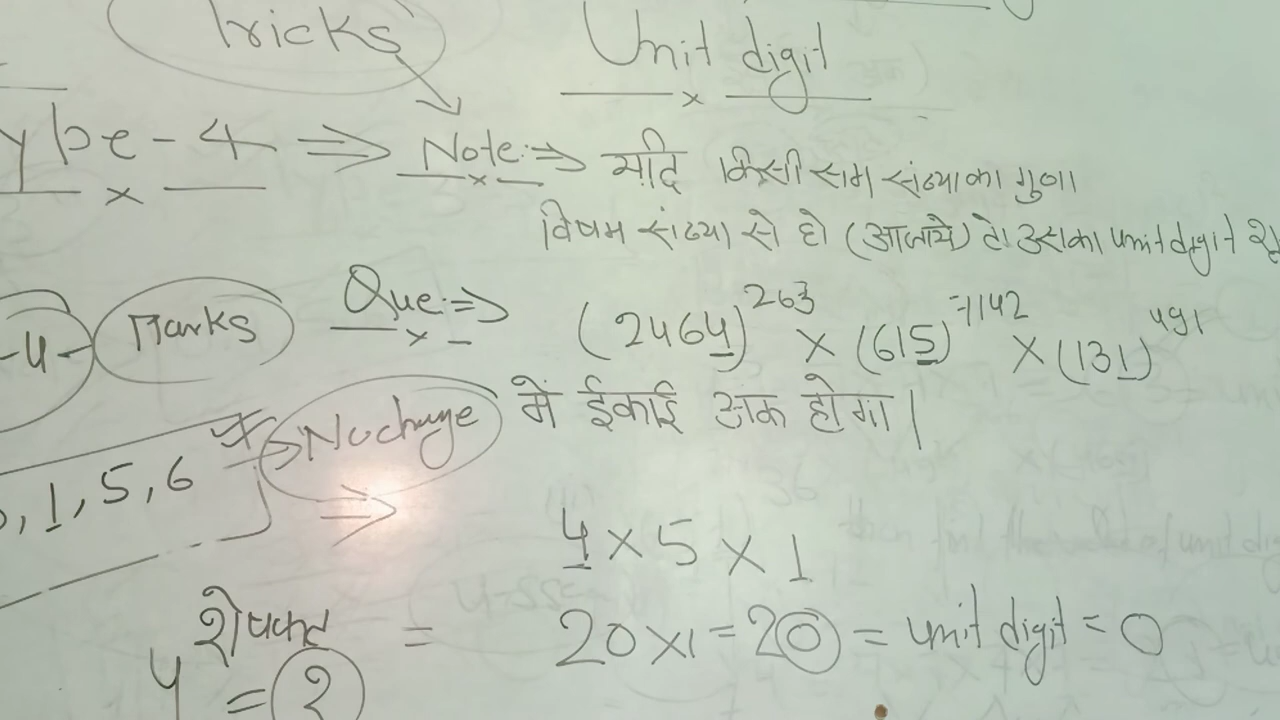 Tricks Unit digit
ype - 4 ⇒ Note:⇒ यदि किसी सम संख्या का गुणा
विषम संख्या से हो (आजाये) तो उसका unit digit शू
-4- Marks Que:⇒ (2464)^263 × (615)^7142 × (131)^491
No change में ईकाई अंक होगा।
, 1, 5, 6
⇒ 4 × 5 × 1
शेषफल = 20×1 = 20 = unit digit = 0
4 = 2